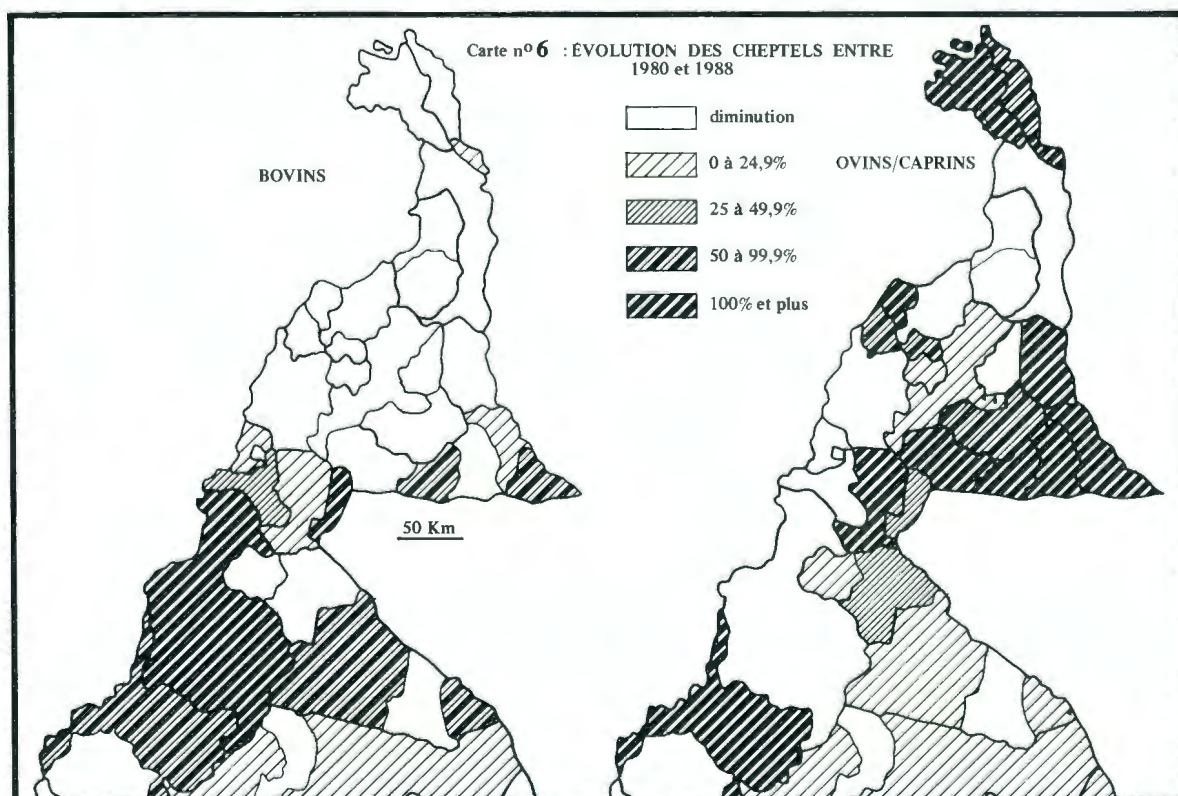 Carte nº 6 : ÉVOLUTION DES CHEPTELS ENTRE
1980 et 1988
diminution
0 à 24,9%
25 à 49,9%
50 à 99,9%
100% et plus
BOVINS
OVINS/CAPRINS
50 Km